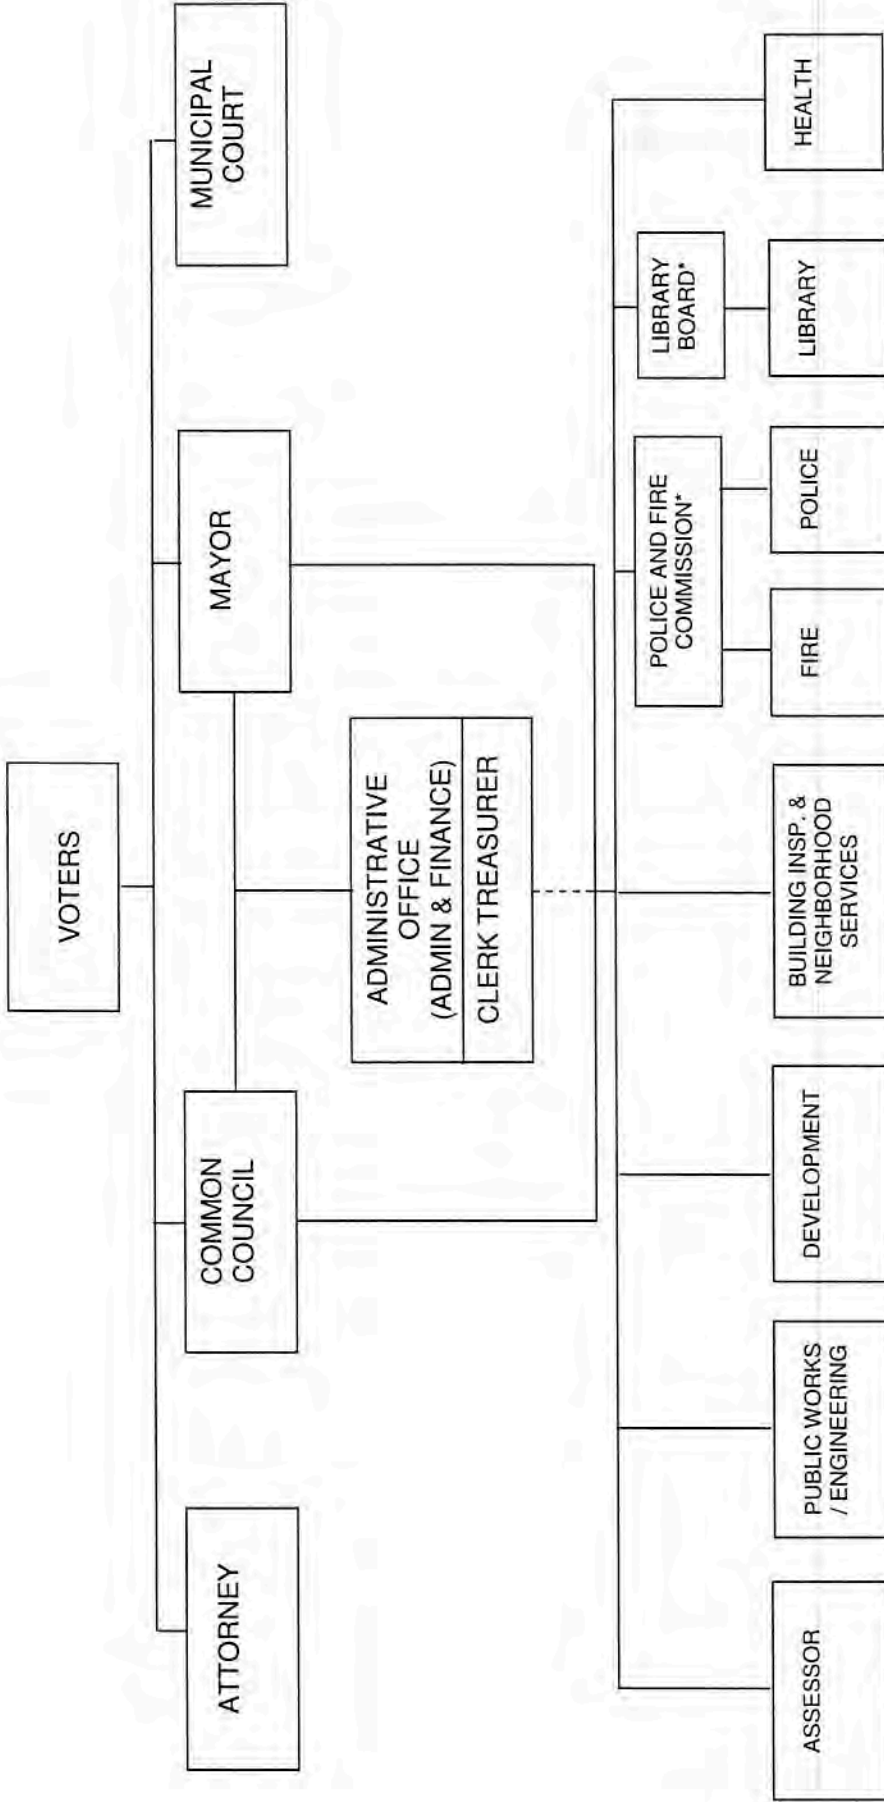 VOTERS
ATTORNEY
COMMON
COUNCIL
MAYOR
MUNICIPAL
COURT
ADMINISTRATIVE
OFFICE
(ADMIN & FINANCE)
CLERK TREASURER
POLICE AND FIRE
COMMISSION*
LIBRARY
BOARD*
ASSESSOR
PUBLIC WORKS
/ ENGINEERING
DEVELOPMENT
BUILDING INSP. &
NEIGHBORHOOD
SERVICES
FIRE
POLICE
LIBRARY
HEALTH